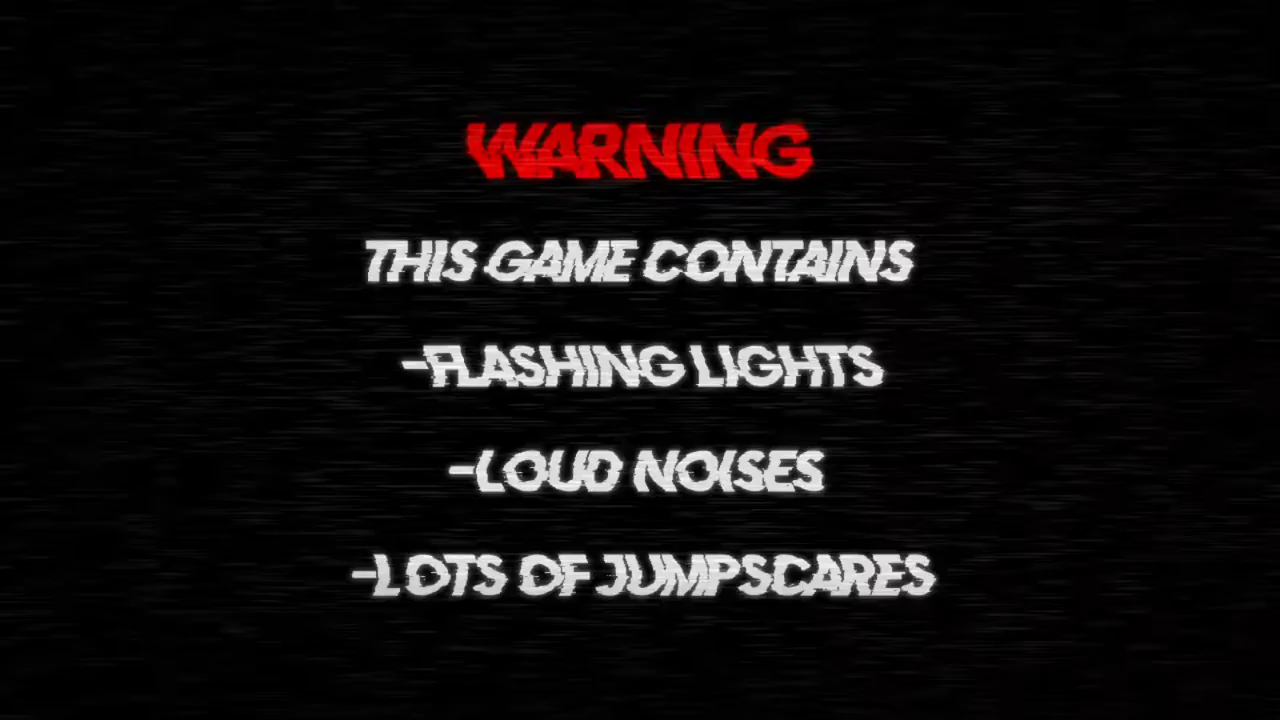 WARNING
THIS GAME CONTAINS
-FLASHING LIGHTS
-LOUD NOISES
-LOTS OF JUMPSCARES